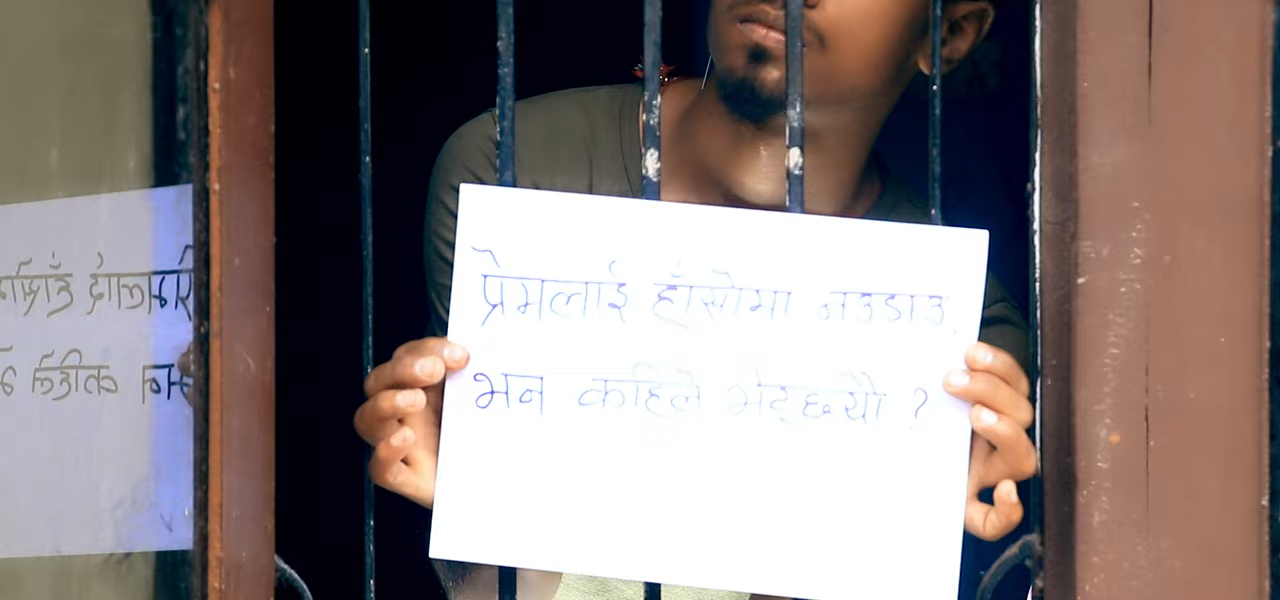 प्रेमलाई हाँसोमा नउडाउ,
भन कहिले भेट्छ्यौ ?